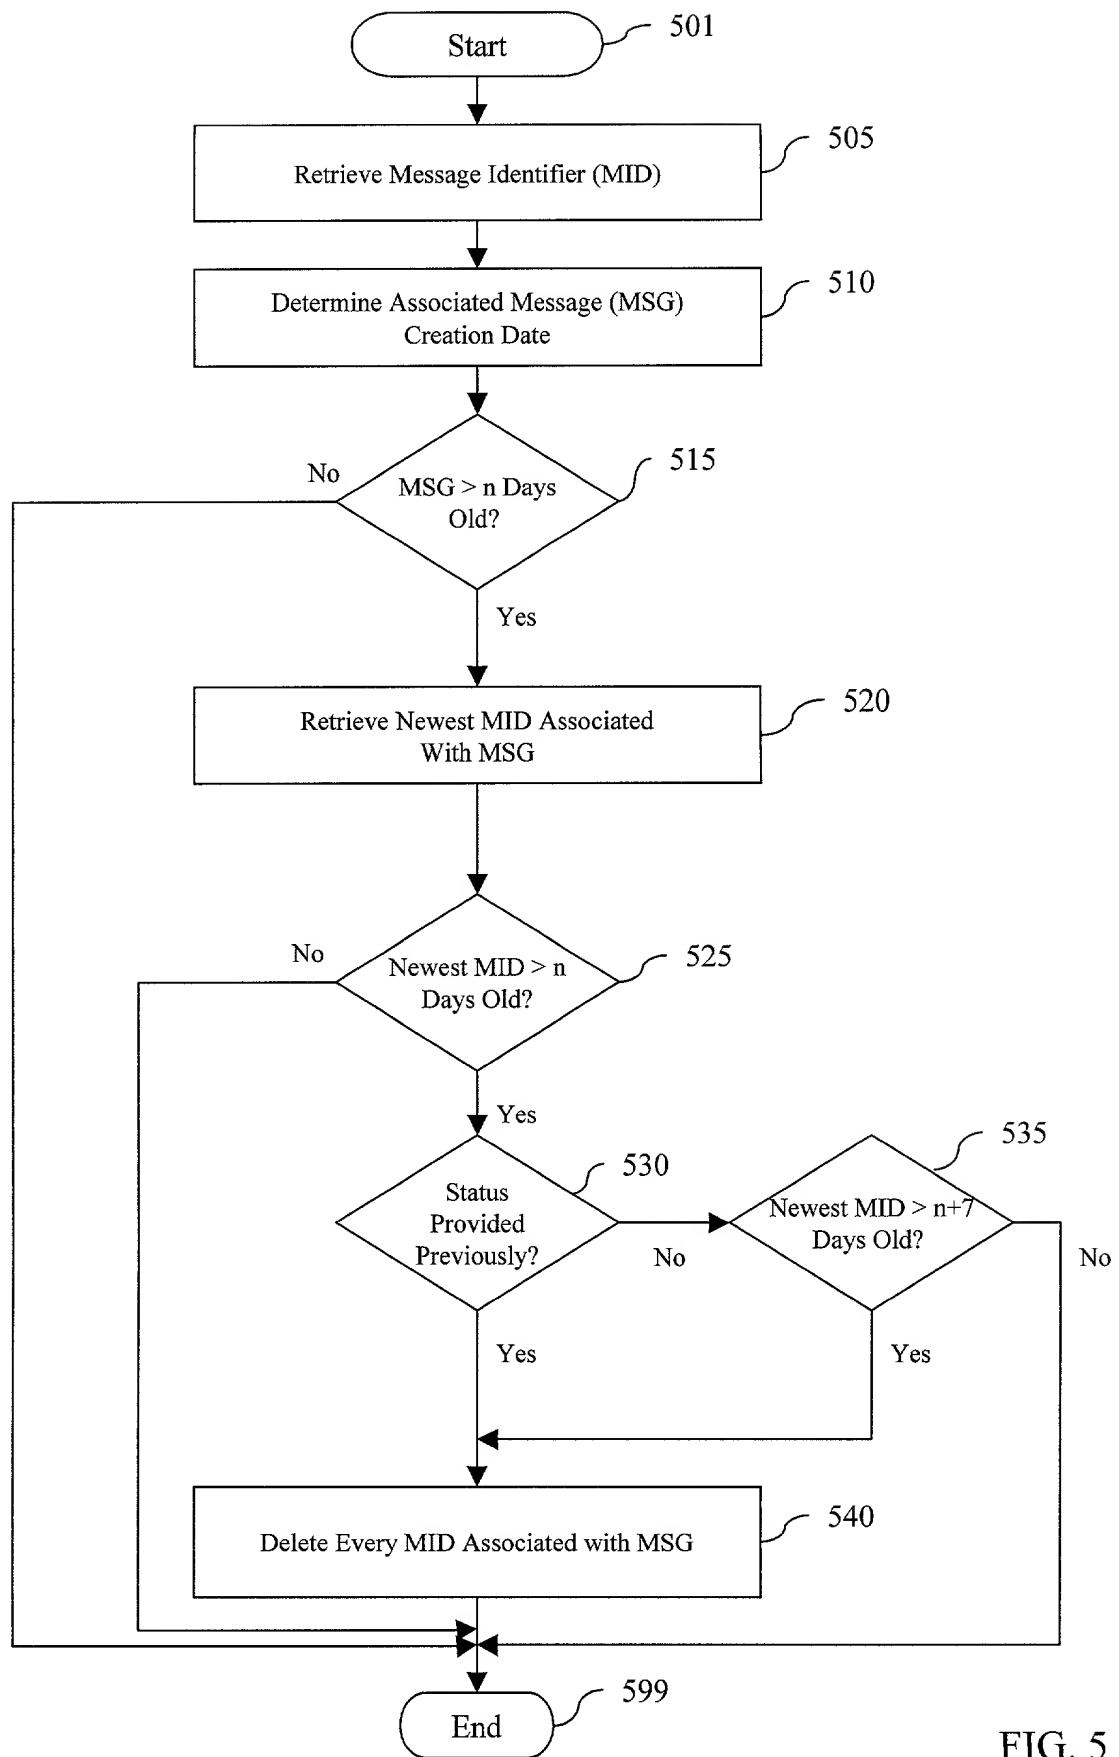 Start
501
505
Retrieve Message Identifier (MID)
510
Determine Associated Message (MSG)
Creation Date
No
515
MSG > n Days
Old?
Yes
520
Retrieve Newest MID Associated
With MSG
No
525
Newest MID > n
Days Old?
Yes
530
535
Status
Provided
Previously?
Newest MID > n+7
Days Old?
No
No
Yes
Yes
540
Delete Every MID Associated with MSG
599
End
FIG. 5